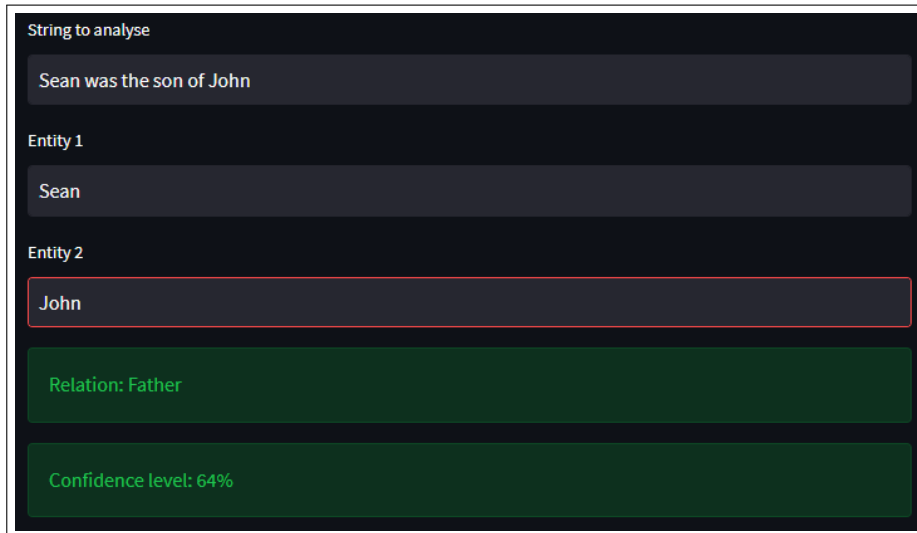 String to analyse
Sean was the son of John
Entity 1
Sean
Entity 2
John
Relation: Father
Confidence level: 64%